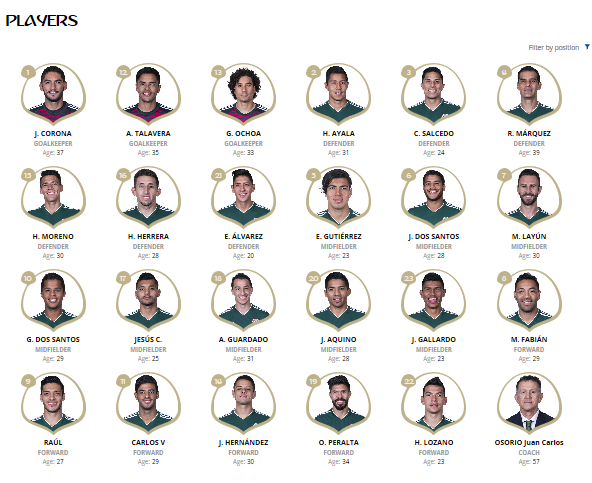 PLAYERS
Filter by position
1 12 13 2 3 4
J. CORONA A. TALAVERA G. OCHOA H. AYALA C. SALCEDO R. MÁRQUEZ
GOALKEEPER GOALKEEPER GOALKEEPER DEFENDER DEFENDER DEFENDER
Age: 37 Age: 35 Age: 33 Age: 31 Age: 24 Age: 39
15 16 21 5 6 7
H. MORENO H. HERRERA E. ÁLVAREZ E. GUTIÉRREZ J. DOS SANTOS M. LAYÚN
DEFENDER DEFENDER DEFENDER MIDFIELDER MIDFIELDER MIDFIELDER
Age: 30 Age: 28 Age: 20 Age: 23 Age: 28 Age: 30
10 17 18 20 23 8
G. DOS SANTOS JESÚS C. A. GUARDADO J. AQUINO J. GALLARDO M. FABIÁN
MIDFIELDER MIDFIELDER MIDFIELDER MIDFIELDER MIDFIELDER FORWARD
Age: 29 Age: 25 Age: 31 Age: 28 Age: 23 Age: 29
9 11 14 19 22
RAÚL CARLOS V J. HERNÁNDEZ O. PERALTA H. LOZANO OSORIO Juan Carlos
FORWARD FORWARD FORWARD FORWARD FORWARD COACH
Age: 27 Age: 29 Age: 30 Age: 34 Age: 23 Age: 57